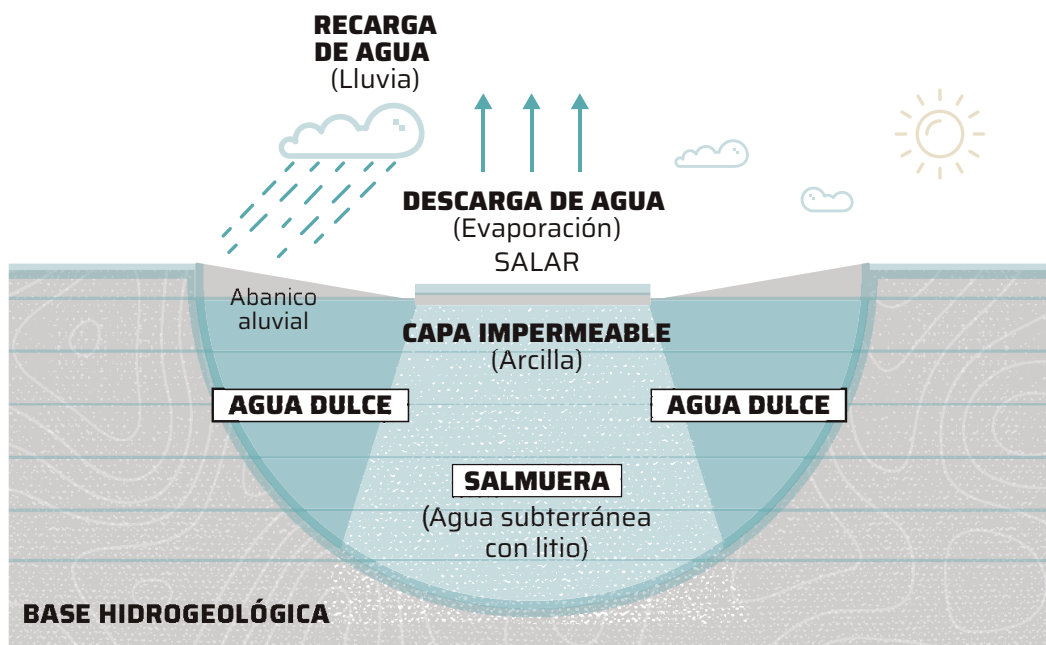 RECARGA
DE AGUA
(Lluvia)
DESCARGA DE AGUA
(Evaporación)
SALAR
Abanico
aluvial
CAPA IMPERMEABLE
(Arcilla)
AGUA DULCE
AGUA DULCE
SALMUERA
(Agua subterránea
con litio)
BASE HIDROGEOLÓGICA